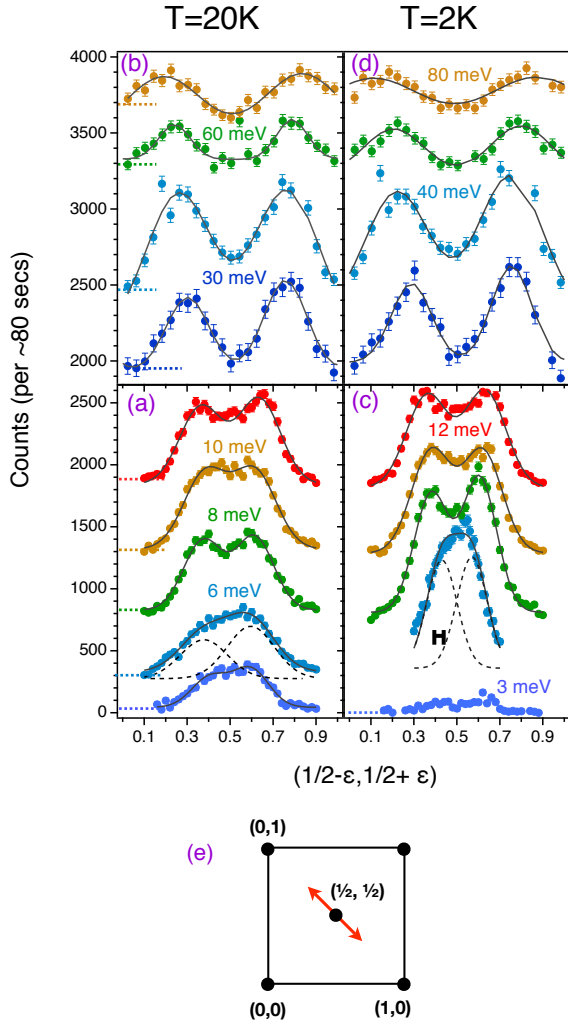 T=20K
T=2K
(b)
(d)
4000
3500
3000
2500
2000
80 meV
60 meV
40 meV
30 meV
Counts (per ~80 secs)
(a)
(c)
2500
2000
1500
1000
500
0
12 meV
10 meV
8 meV
6 meV
H
3 meV
0.1 0.3 0.5 0.7 0.9
0.1 0.3 0.5 0.7 0.9
(1/2-ε,1/2+ ε)
(e)
(0,1)
(½, ½)
(0,0)
(1,0)